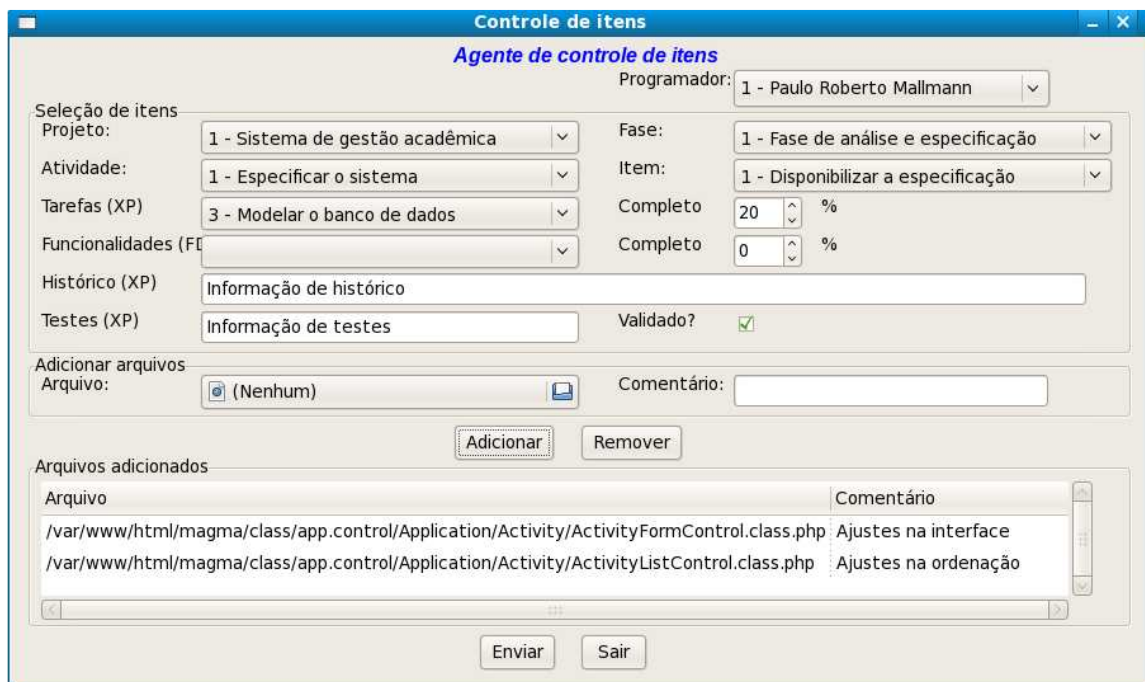 Controle de itens
Agente de controle de itens
Programador: 1 - Paulo Roberto Mallmann
Seleção de itens
Projeto: 1 - Sistema de gestão acadêmica Fase: 1 - Fase de análise e especificação
Atividade: 1 - Especificar o sistema Item: 1 - Disponibilizar a especificação
Tarefas (XP) 3 - Modelar o banco de dados Completo 20 %
Funcionalidades (FD Completo 0 %
Histórico (XP) Informação de histórico
Testes (XP) Informação de testes Validado?
Adicionar arquivos
Arquivo: (Nenhum) Comentário:
Adicionar Remover
Arquivos adicionados
Arquivo Comentário
/var/www/html/magma/class/app.control/Application/Activity/ActivityFormControl.class.php Ajustes na interface
/var/www/html/magma/class/app.control/Application/Activity/ActivityListControl.class.php Ajustes na ordenação
Enviar Sair